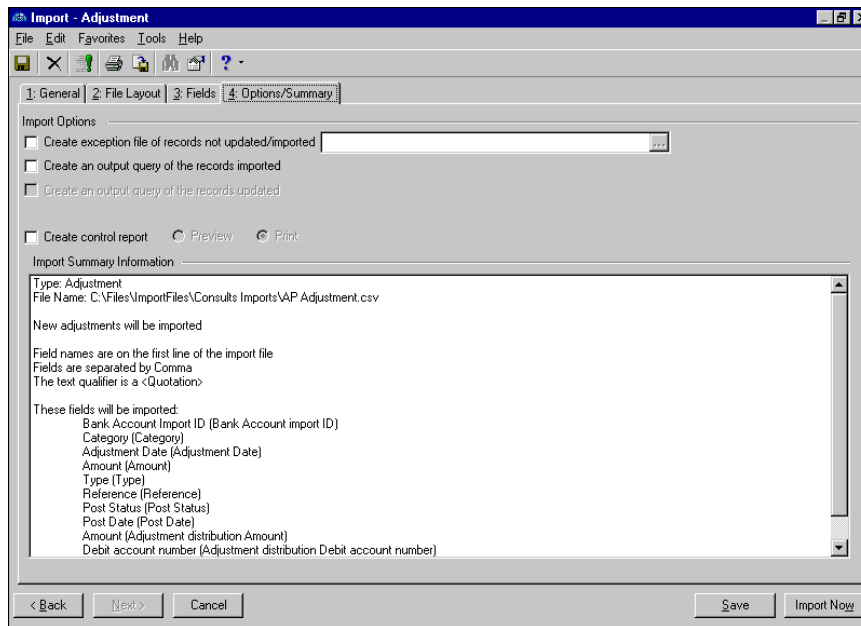 Import - Adjustment
File Edit Favorites Tools Help
1: General 2: File Layout 3: Fields 4: Options/Summary
Import Options
Create exception file of records not updated/imported ...
Create an output query of the records imported
Create an output query of the records updated
Create control report Preview Print
Import Summary Information
Type: Adjustment
File Name: C:\Files\ImportFiles\Consults Imports\AP Adjustment.csv
New adjustments will be imported
Field names are on the first line of the import file
Fields are separated by Comma
The text qualifier is a <Quotation>
These fields will be imported:
Bank Account Import ID (Bank Account import ID)
Category (Category)
Adjustment Date (Adjustment Date)
Amount (Amount)
Type (Type)
Reference (Reference)
Post Status (Post Status)
Post Date (Post Date)
Amount (Adjustment distribution Amount)
Debit account number (Adjustment distribution Debit account number)
< Back Next > Cancel Save Import Now